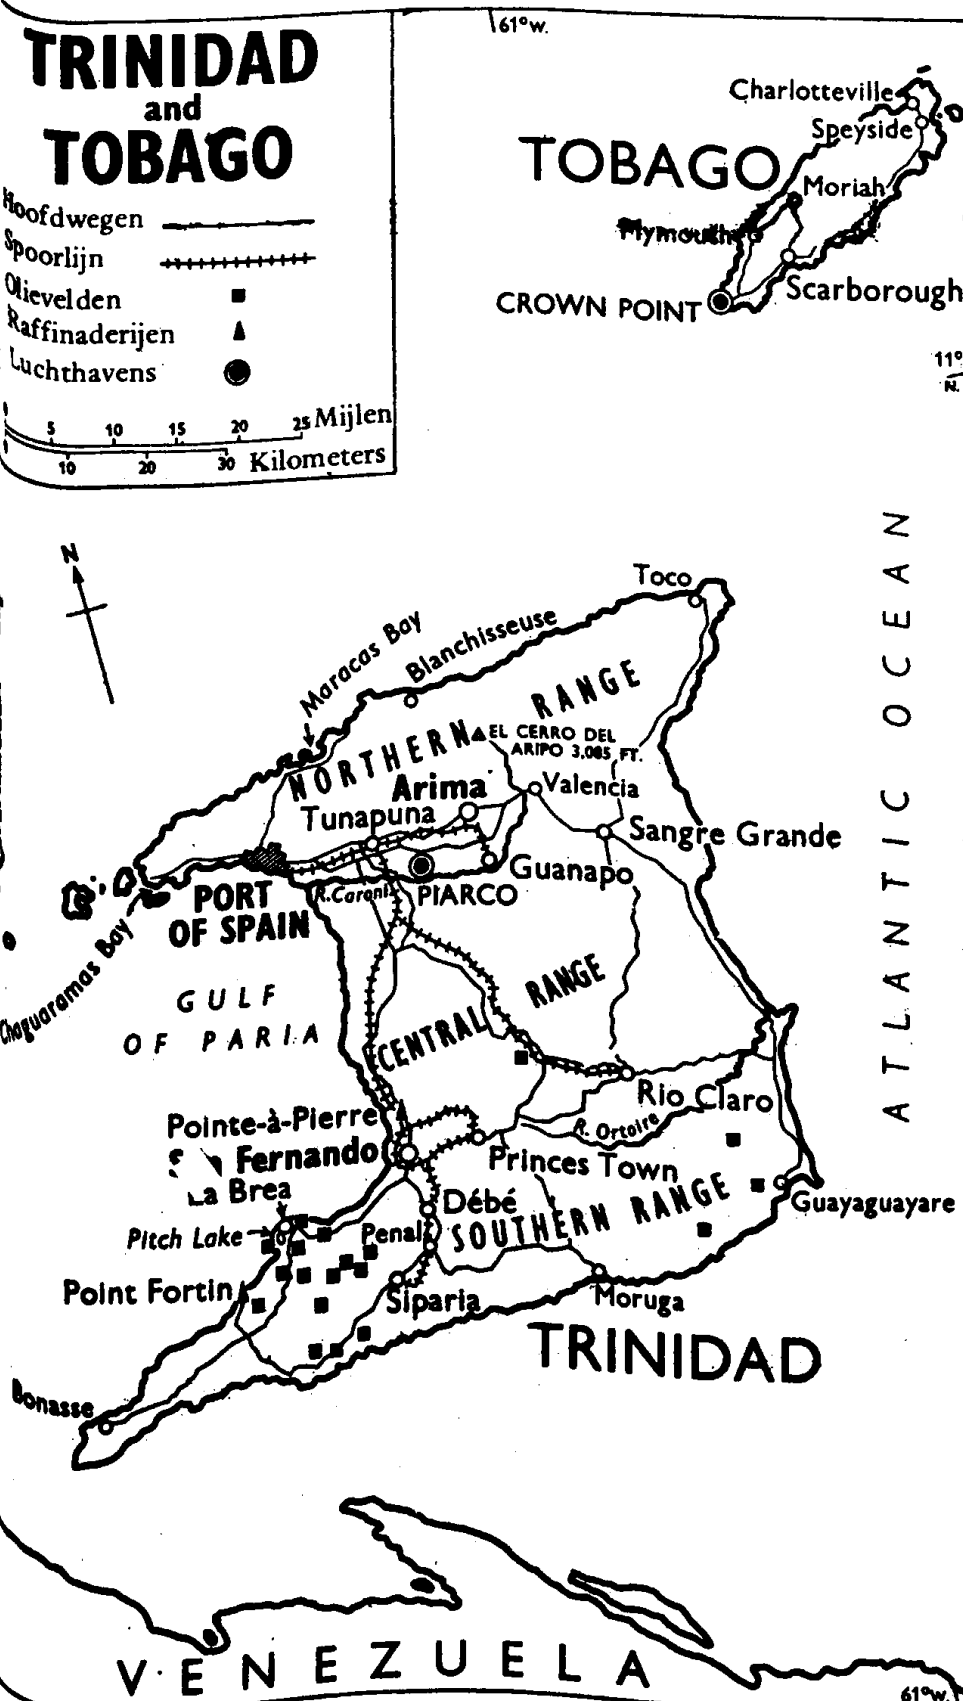 TRINIDAD
and
TOBAGO
Hoofdwegen
Spoorlijn
Olievelden
Raffinaderijen
Luchthavens
0 5 10 15 20 25 Mijlen
0 10 20 30 Kilometers
61°W.
Charlotteville
Speyside
TOBAGO
Moriah
Plymouth
Scarborough
CROWN POINT
11°
N.
N
ATLANTIC OCEAN
Toco
Maracas Bay
Blanchisseuse
NORTHERN RANGE
EL CERRO DEL
ARIPO 3.085 FT.
Arima
Valencia
Tunapuna
Sangre Grande
Guanapo
R. Caroni
PIARCO
PORT
OF SPAIN
Chaguaramas Bay
GULF
OF PARIA
CENTRAL RANGE
Rio Claro
Pointe-à-Pierre
R. Ortoire
Fernando
Princes Town
La Brea
Débé
SOUTHERN RANGE
Guayaguayare
Pitch Lake
Penal
Point Fortin
Siparia
Moruga
TRINIDAD
Bonasse
VENEZUELA
61°W.